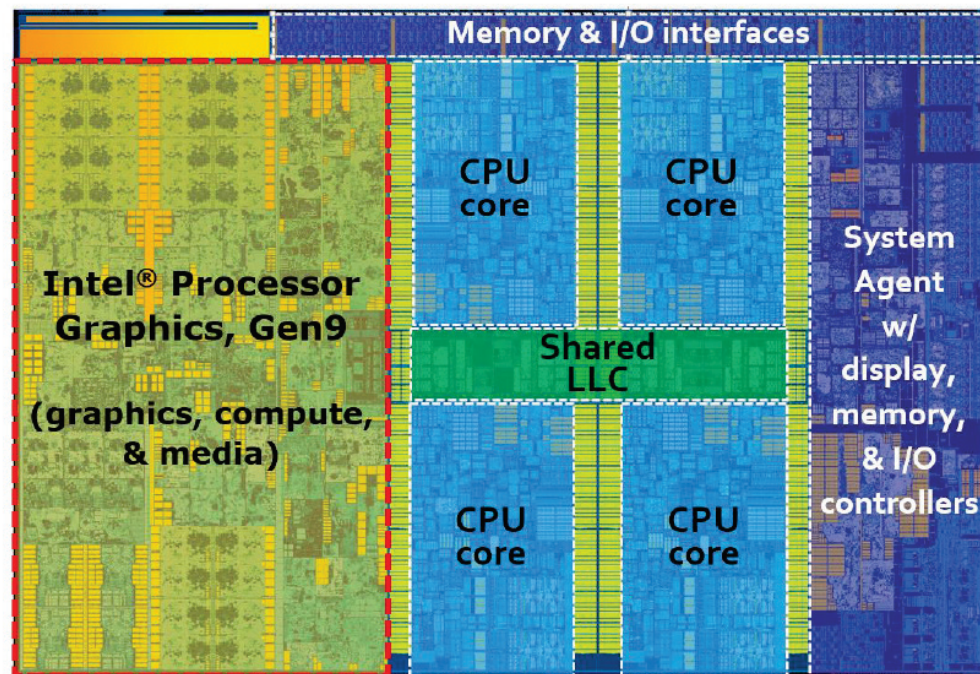 Memory & I/O interfaces
Intel® Processor
Graphics, Gen9
(graphics, compute,
& media)
CPU
core
CPU
core
Shared
LLC
CPU
core
CPU
core
System
Agent
w/
display,
memory,
& I/O
controllers